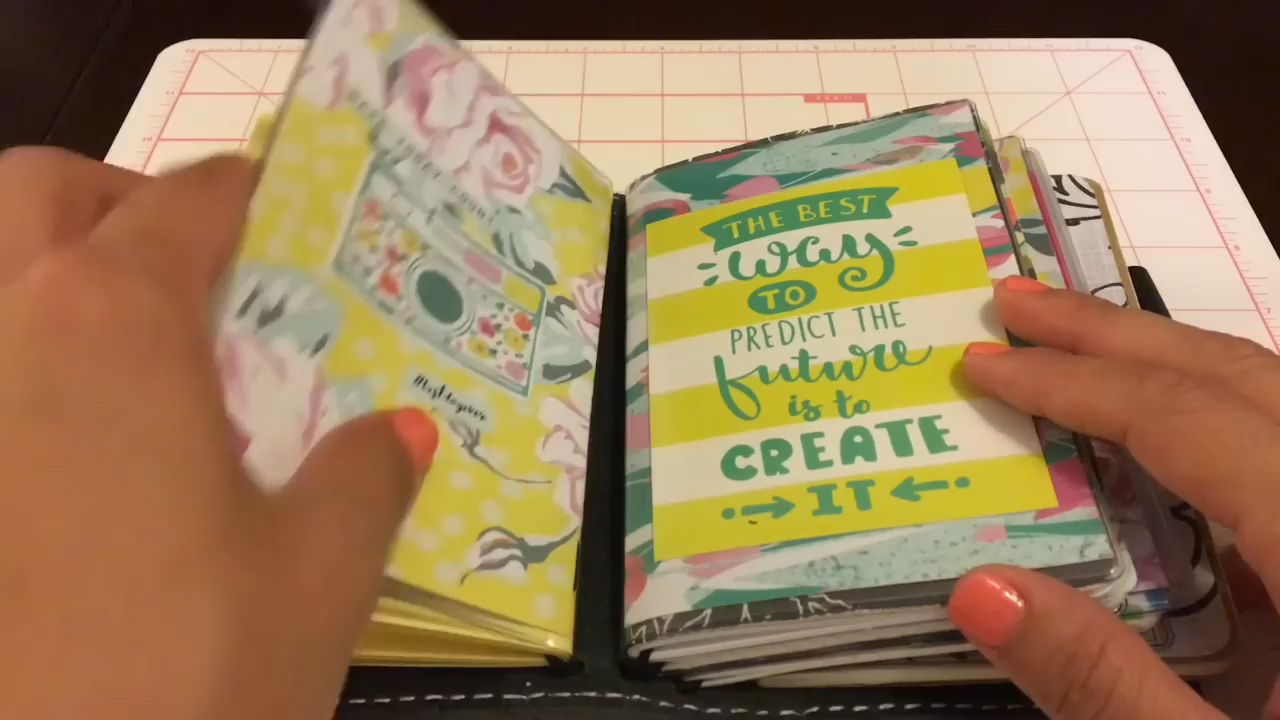 THE BEST
way
TO
PREDICT THE
future
is to
CREATE
IT